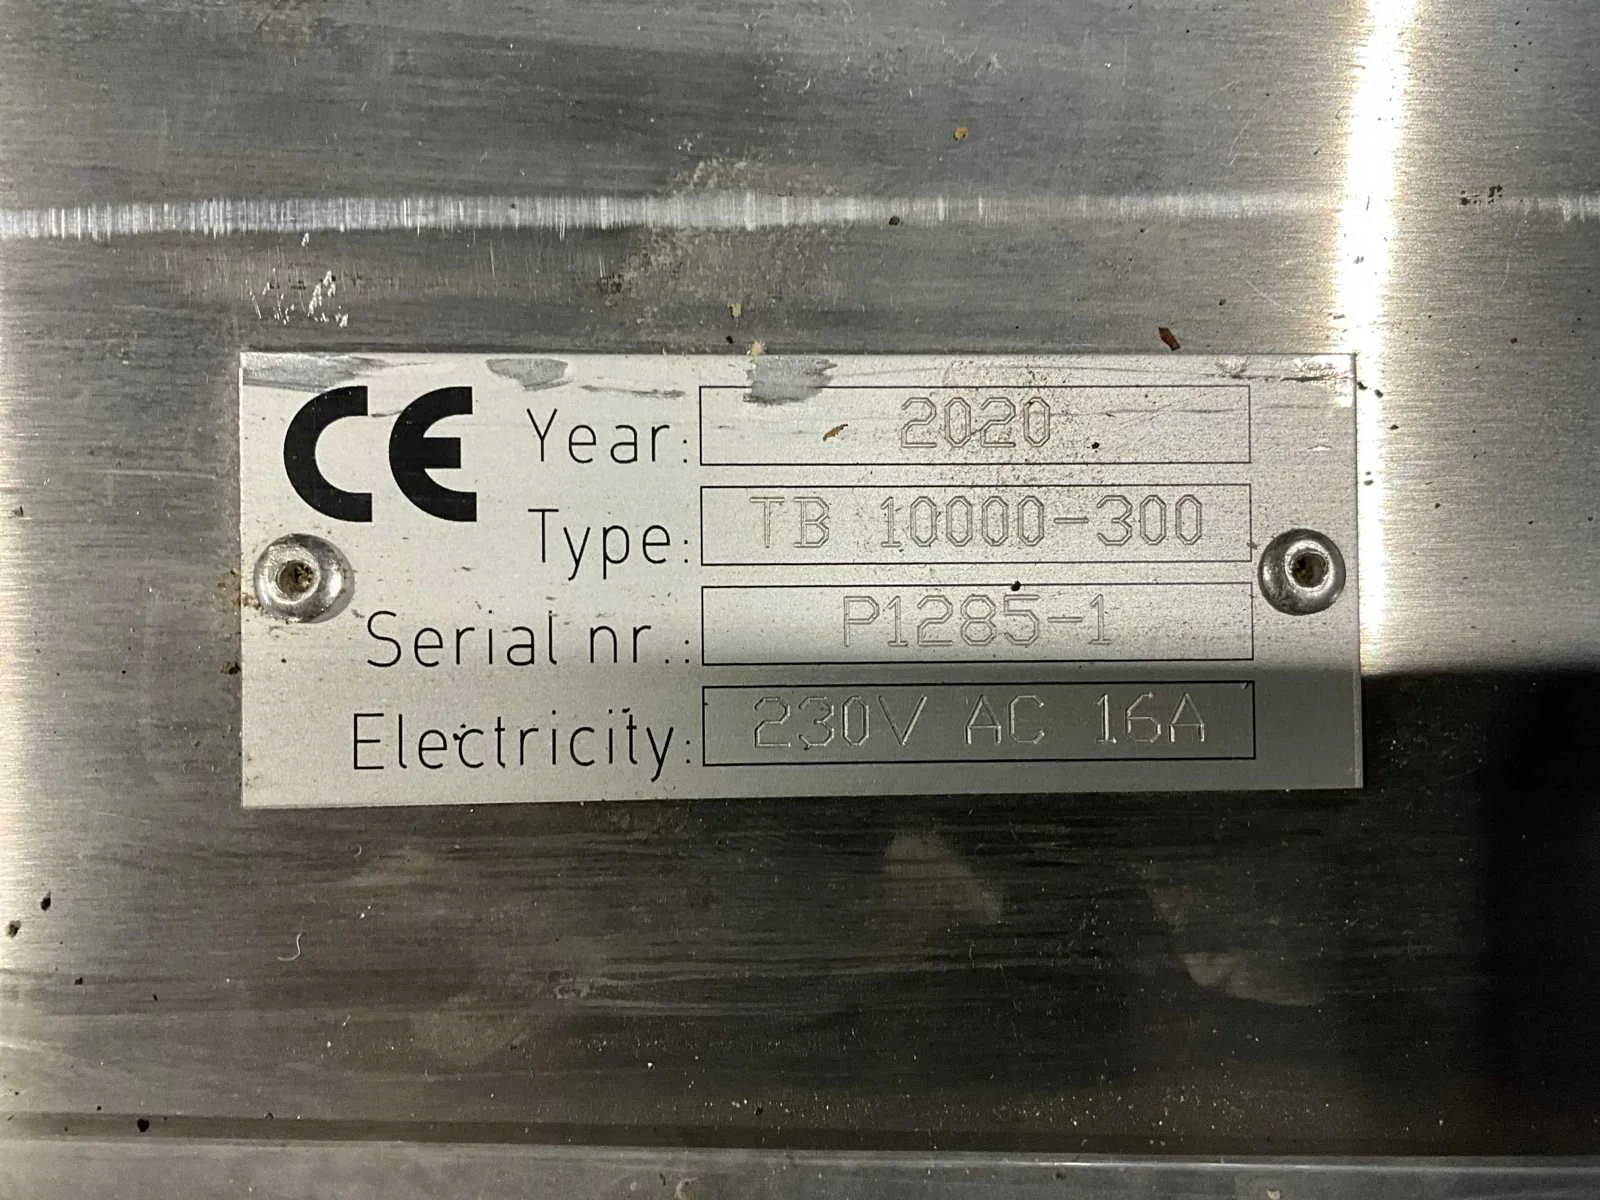 CE
Year: 2020
Type: TB 10000-300
Serial nr.: P1285-1
Electricity: 230V AC 16A